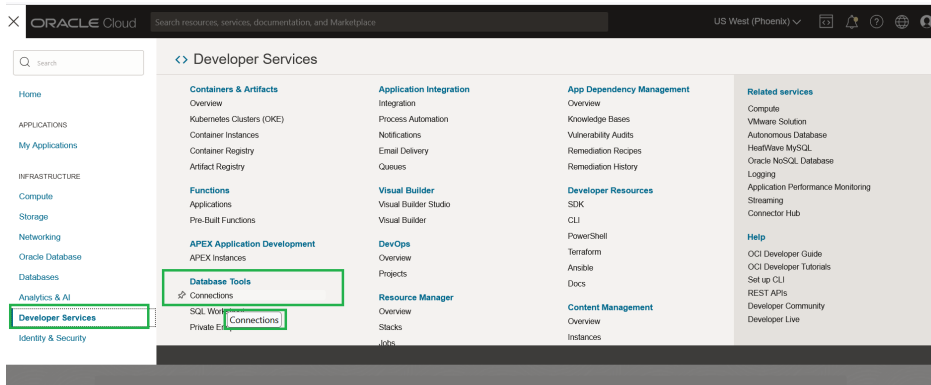 ORACLE Cloud
Search resources, services, documentation, and Marketplace
US West (Phoenix)
Search
Home
APPLICATIONS
My Applications
INFRASTRUCTURE
Compute
Storage
Networking
Oracle Database
Databases
Analytics & AI
Developer Services
Identity & Security
Developer Services
Containers & Artifacts
Overview
Kubernetes Clusters (OKE)
Container Instances
Container Registry
Artifact Registry
Functions
Applications
Pre-Built Functions
APEX Application Development
APEX Instances
Database Tools
Connections
SQL
Private
Connections
Application Integration
Integration
Process Automation
Notifications
Email Delivery
Queues
Visual Builder
Visual Builder Studio
Visual Builder
DevOps
Overview
Projects
Resource Manager
Overview
Stacks
Jobs
App Dependency Management
Overview
Knowledge Bases
Vulnerability Audits
Remediation Recipes
Remediation History
Developer Resources
SDK
CLI
PowerShell
Terraform
Ansible
Docs
Content Management
Overview
Instances
Related services
Compute
VMware Solution
Autonomous Database
HeatWave MySQL
Oracle NoSQL Database
Logging
Application Performance Monitoring
Streaming
Connector Hub
Help
OCI Developer Guide
OCI Developer Tutorials
Set up CLI
REST APIs
Developer Community
Developer Live